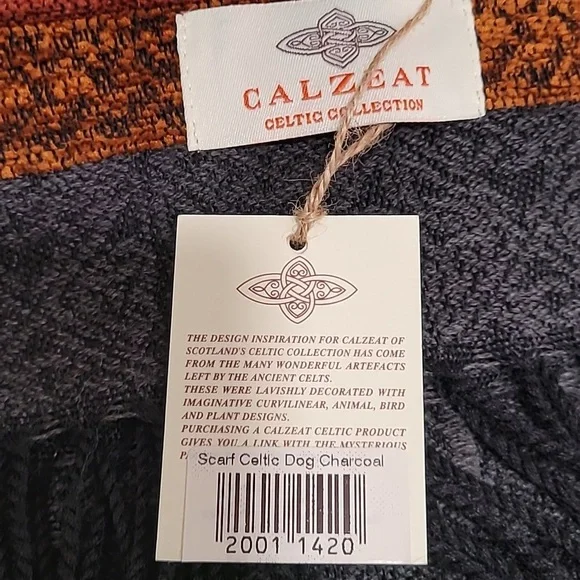 CALZEAT
CELTIC COLLECTION
THE DESIGN INSPIRATION FOR CALZEAT OF
SCOTLAND'S CELTIC COLLECTION HAS COME
FROM THE MANY WONDERFUL ARTEFACTS
LEFT BY THE ANCIENT CELTS.
THESE WERE LAVISHLY DECORATED WITH
IMAGINATIVE CURVILINEAR, ANIMAL, BIRD
AND PLANT DESIGNS.
PURCHASING A CALZEAT CELTIC PRODUCT
GIVES YOU A LINK WITH THE MYSTERIOUS
Scarf Celtic Dog Charcoal
2001 1420